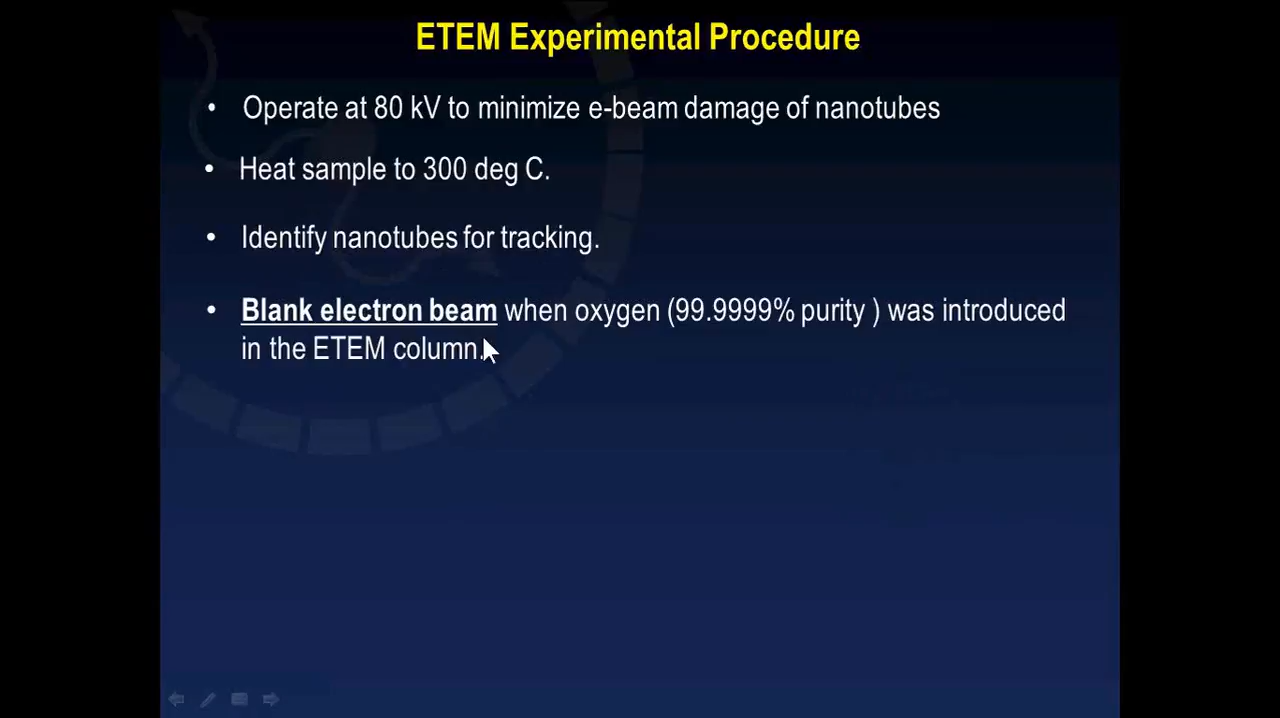 ETEM Experimental Procedure
• Operate at 80 kV to minimize e-beam damage of nanotubes
• Heat sample to 300 deg C.
• Identify nanotubes for tracking.
• Blank electron beam when oxygen (99.9999% purity ) was introduced
in the ETEM column.